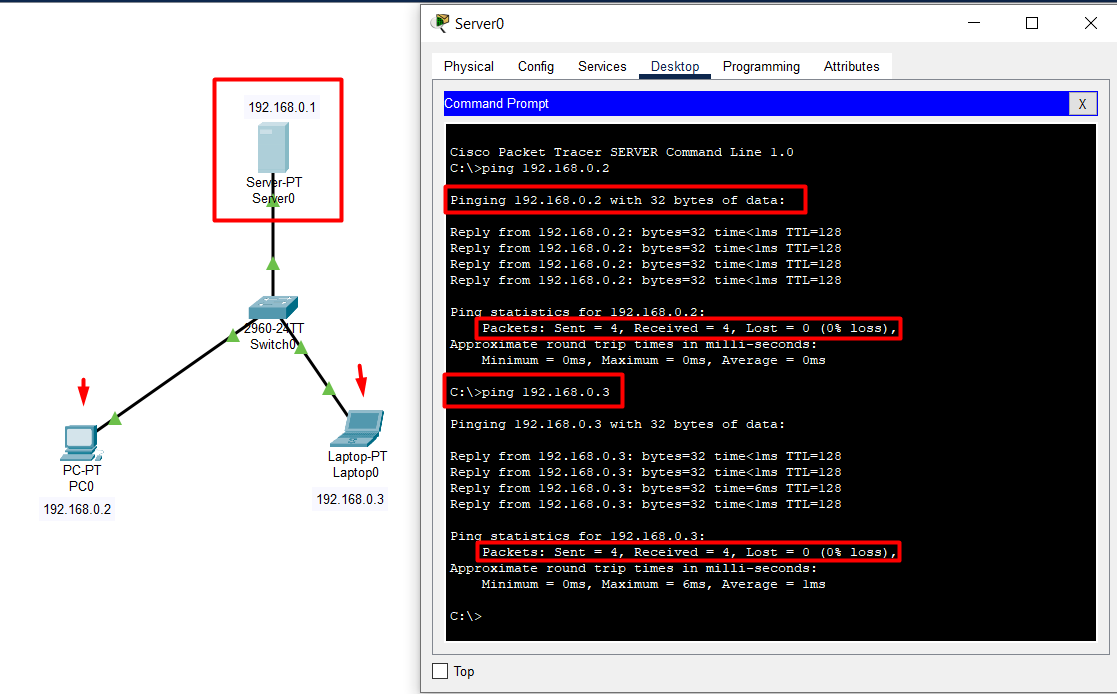 192.168.0.1
Server-PT
Server0
2960-24TT
Switch0
PC-PT
PC0
192.168.0.2
Laptop-PT
Laptop0
192.168.0.3
Server0
Physical Config Services Desktop Programming Attributes
Command Prompt X
Cisco Packet Tracer SERVER Command Line 1.0
C:\>ping 192.168.0.2
Pinging 192.168.0.2 with 32 bytes of data:
Reply from 192.168.0.2: bytes=32 time<1ms TTL=128
Reply from 192.168.0.2: bytes=32 time<1ms TTL=128
Reply from 192.168.0.2: bytes=32 time<1ms TTL=128
Reply from 192.168.0.2: bytes=32 time<1ms TTL=128
Ping statistics for 192.168.0.2:
Packets: Sent = 4, Received = 4, Lost = 0 (0% loss),
Approximate round trip times in milli-seconds:
Minimum = 0ms, Maximum = 0ms, Average = 0ms
C:\>ping 192.168.0.3
Pinging 192.168.0.3 with 32 bytes of data:
Reply from 192.168.0.3: bytes=32 time<1ms TTL=128
Reply from 192.168.0.3: bytes=32 time<1ms TTL=128
Reply from 192.168.0.3: bytes=32 time=6ms TTL=128
Reply from 192.168.0.3: bytes=32 time<1ms TTL=128
Ping statistics for 192.168.0.3:
Packets: Sent = 4, Received = 4, Lost = 0 (0% loss),
Approximate round trip times in milli-seconds:
Minimum = 0ms, Maximum = 6ms, Average = 1ms
C:\>
Top